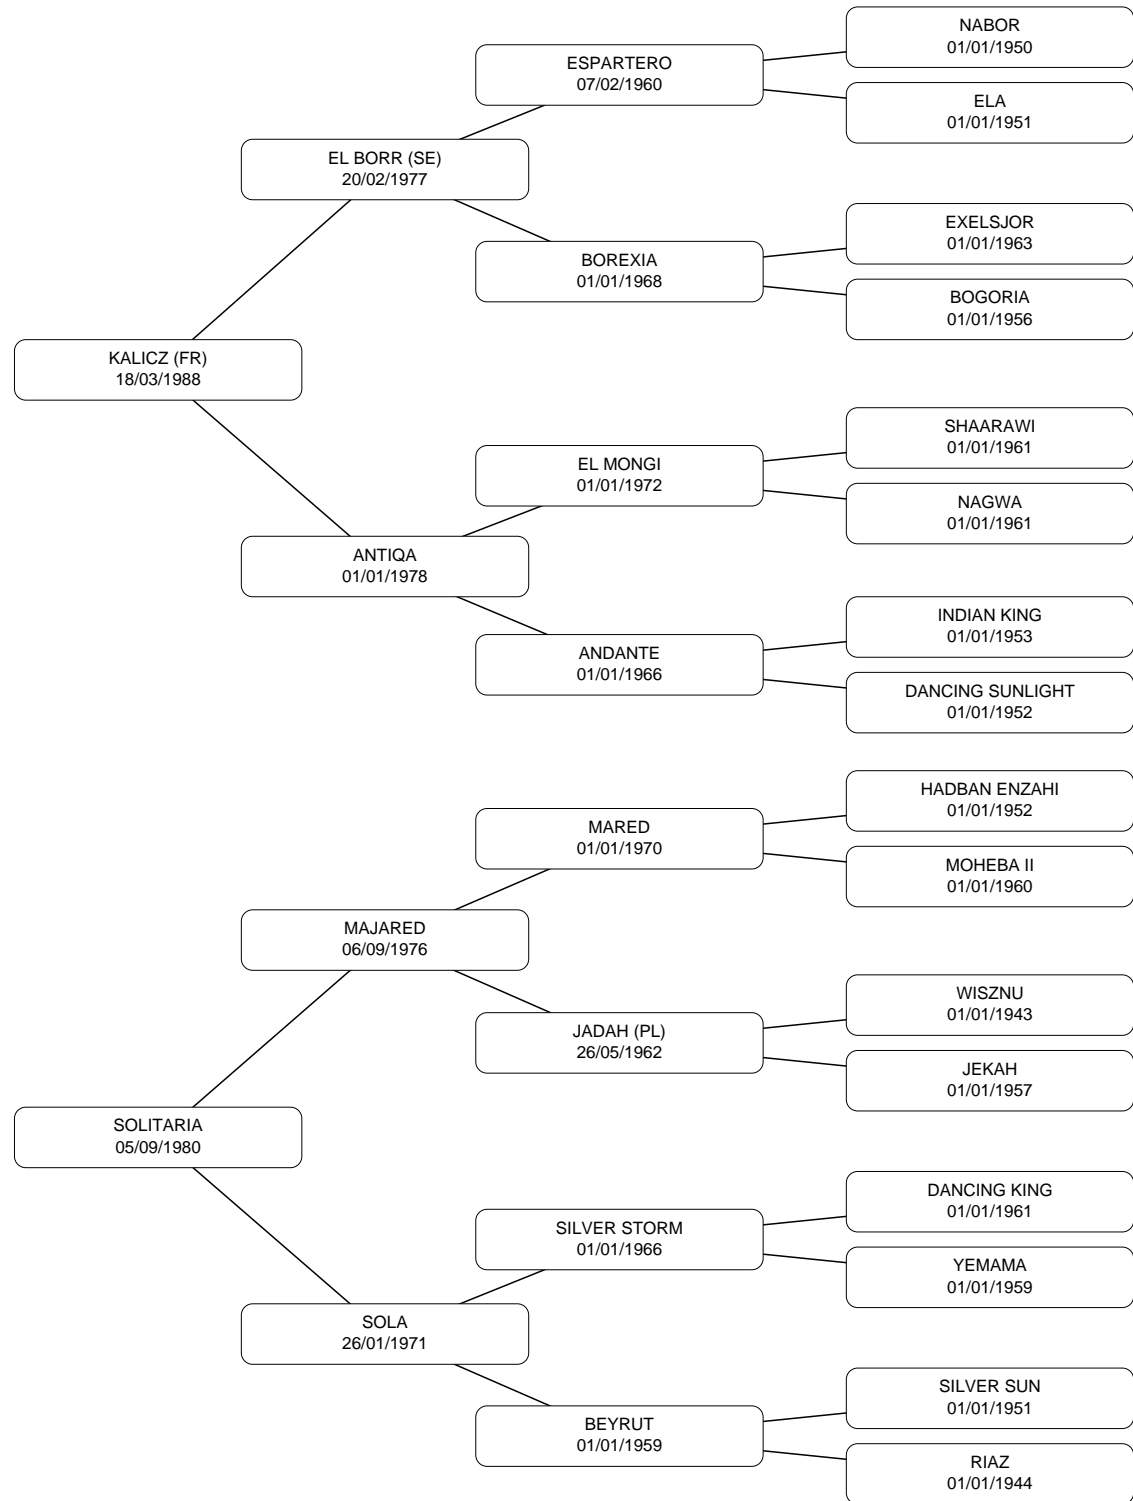 NABOR
01/01/1950
ESPARTERO
07/02/1960
ELA
01/01/1951
EL BORR (SE)
20/02/1977
EXELSJOR
01/01/1963
BOREXIA
01/01/1968
BOGORIA
01/01/1956
KALICZ (FR)
18/03/1988
SHAARAWI
01/01/1961
EL MONGI
01/01/1972
NAGWA
01/01/1961
ANTIQA
01/01/1978
INDIAN KING
01/01/1953
ANDANTE
01/01/1966
DANCING SUNLIGHT
01/01/1952
HADBAN ENZAHI
01/01/1952
MARED
01/01/1970
MOHEBA II
01/01/1960
MAJARED
06/09/1976
WISZNU
01/01/1943
JADAH (PL)
26/05/1962
JEKAH
01/01/1957
SOLITARIA
05/09/1980
DANCING KING
01/01/1961
SILVER STORM
01/01/1966
YEMAMA
01/01/1959
SOLA
26/01/1971
SILVER SUN
01/01/1951
BEYRUT
01/01/1959
RIAZ
01/01/1944